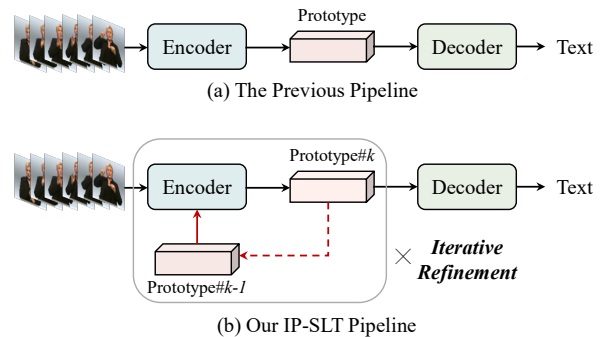 Prototype
Encoder
Decoder
Text
(a) The Previous Pipeline
Prototype#k
Encoder
Decoder
Text
Prototype#k-1
× Iterative
Refinement
(b) Our IP-SLT Pipeline